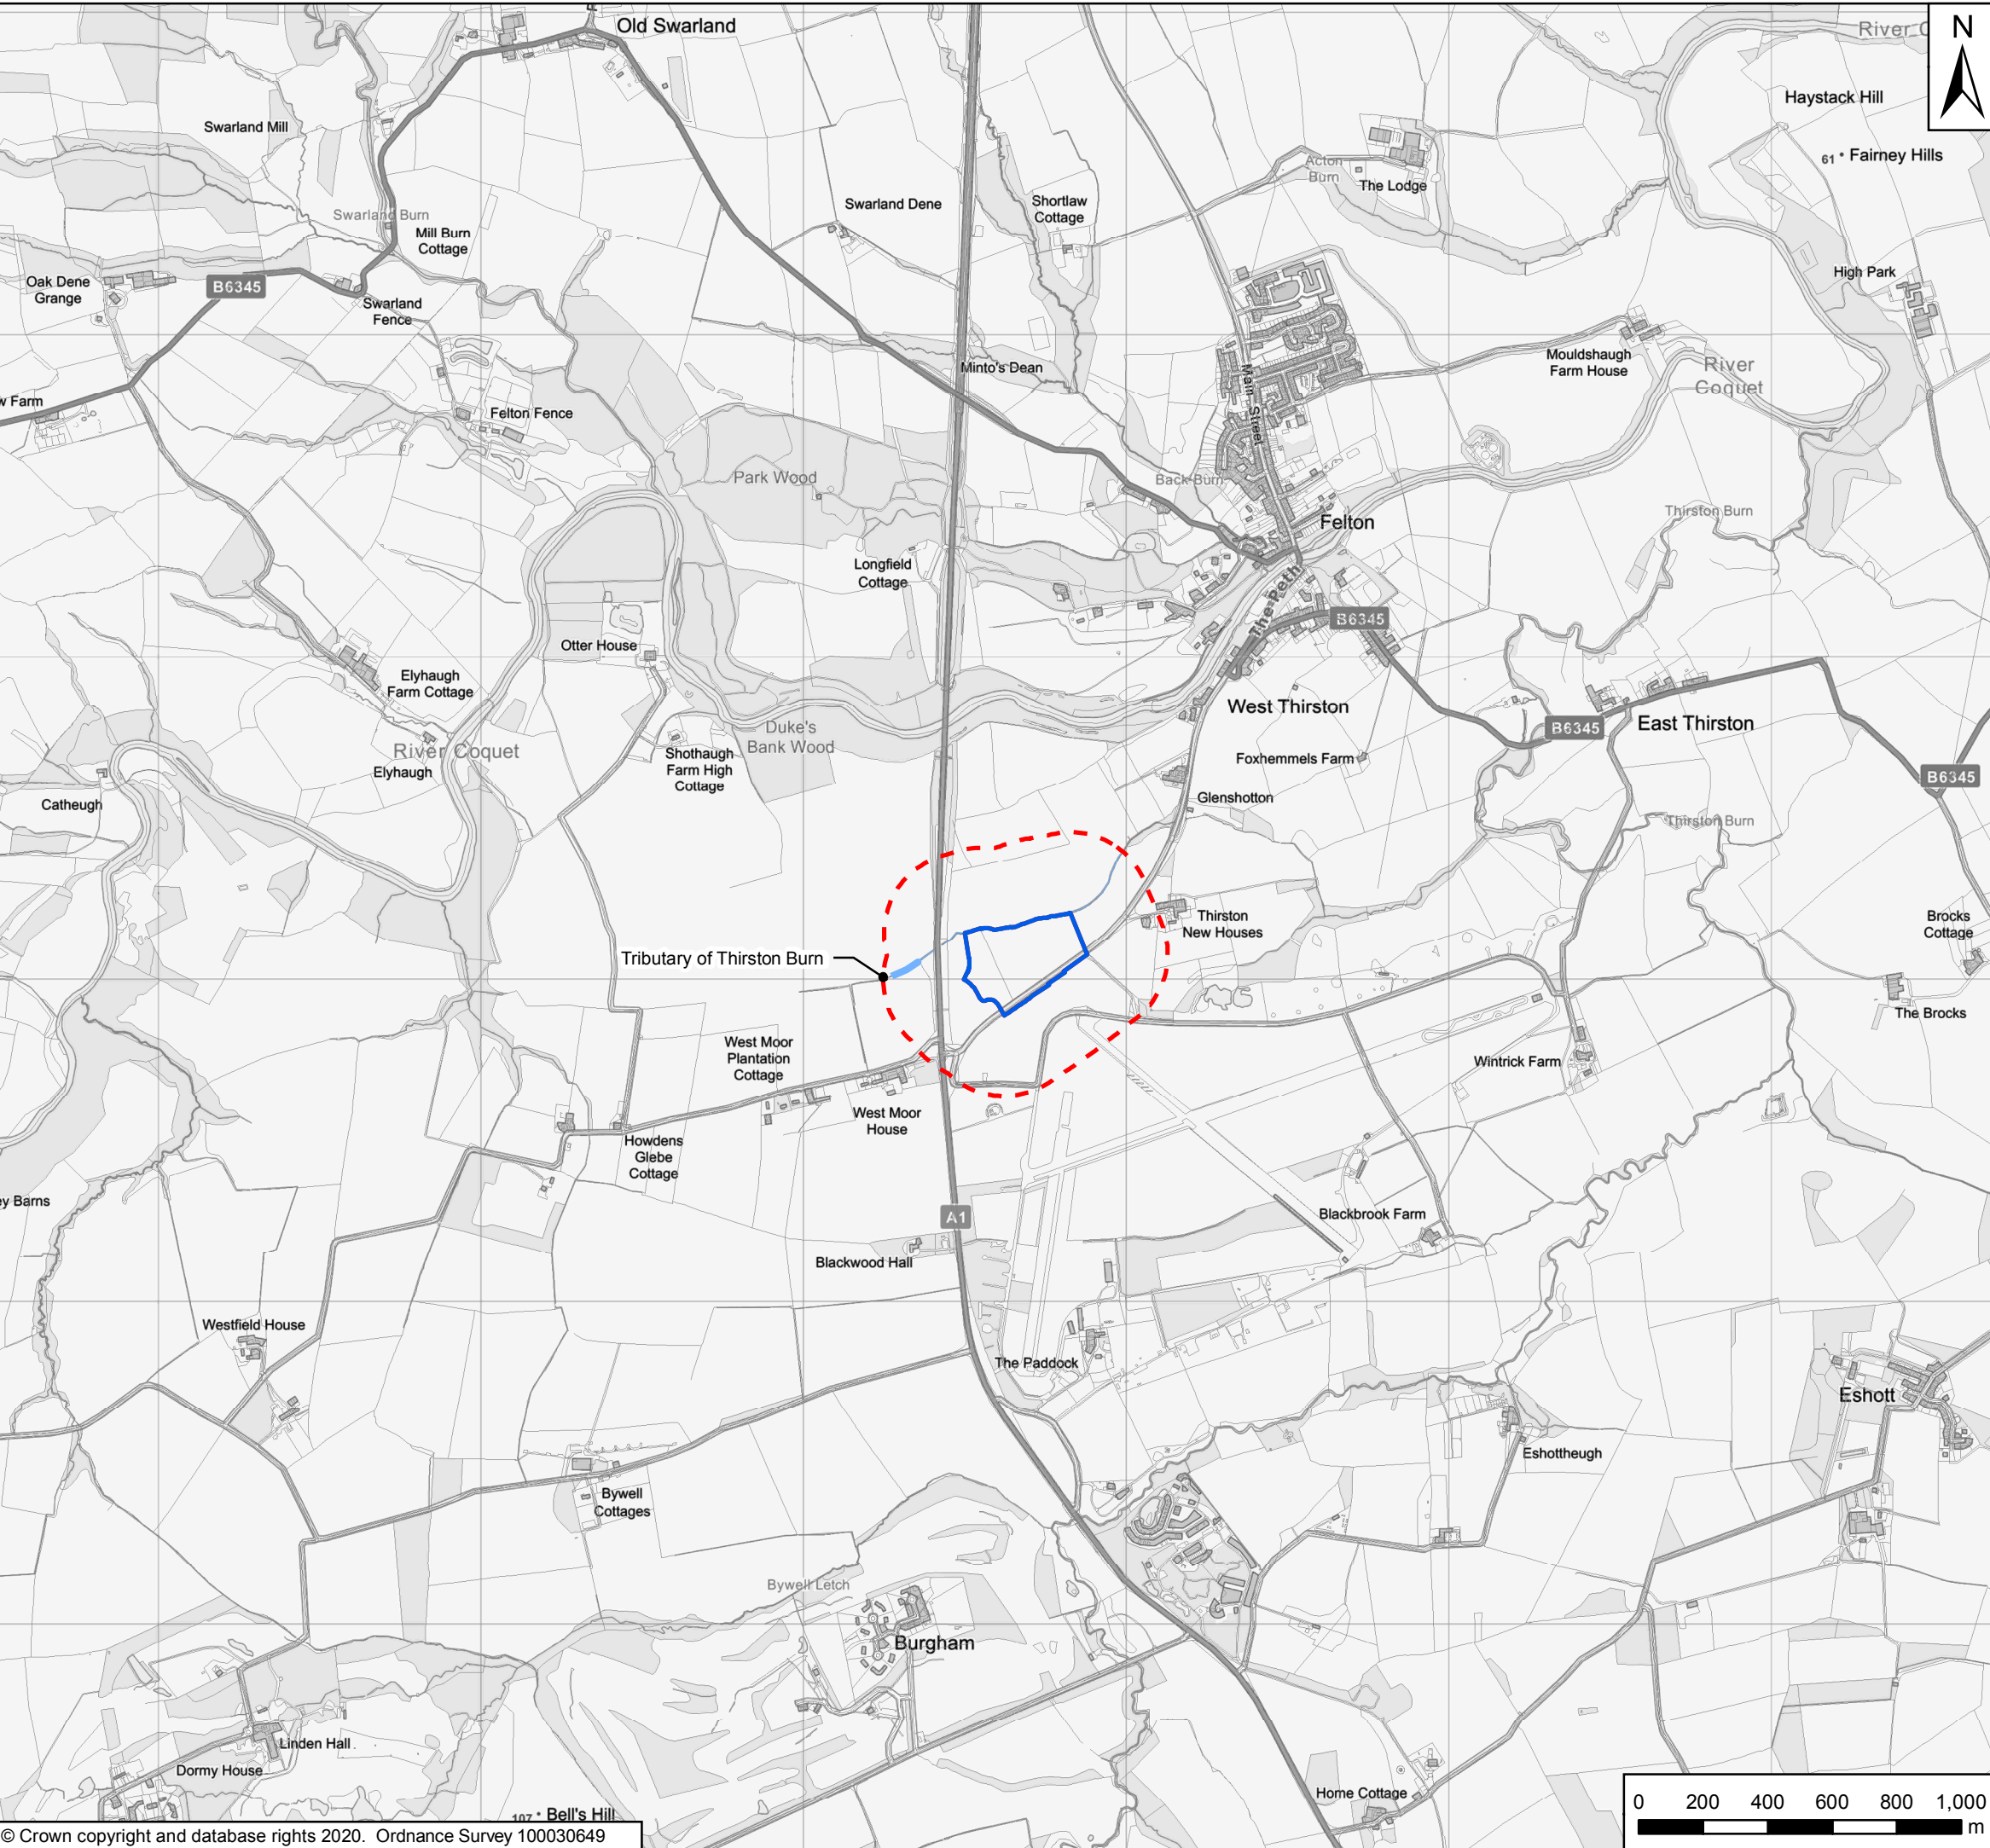 Old Swarland
River C
N
Haystack Hill
Swarland Mill
61 Fairney Hills
Acton
Burn
The Lodge
Swarland Dene
Shortlaw
Cottage
Swarland Burn
Mill Burn
Cottage
High Park
Oak Dene
Grange
B6345
Swarland
Fence
Mouldshaugh
Farm House
River
Coquet
Minto's Dean
Main Street
w Farm
Felton Fence
Park Wood
Back Burn
Felton
Thirston Burn
Longfield
Cottage
The Peth
B6345
Otter House
Elyhaugh
Farm Cottage
West Thirston
B6345
East Thirston
Duke's
Bank Wood
River Coquet
Shothaugh
Farm High
Cottage
Foxhemmels Farm
Elyhaugh
B6345
Catheugh
Glenshotton
Thirston Burn
Thirston
New Houses
Brocks
Cottage
Tributary of Thirston Burn
The Brocks
West Moor
Plantation
Cottage
Wintrick Farm
West Moor
House
Howdens
Glebe
Cottage
ey Barns
A1
Blackbrook Farm
Blackwood Hall
Westfield House
The Paddock
Eshott
Eshottheugh
Bywell
Cottages
Bywell Letch
Burgham
Linden Hall
Dormy House
Home Cottage
107 Bell's Hill
0 200 400 600 800 1,000
m
© Crown copyright and database rights 2020. Ordnance Survey 100030649